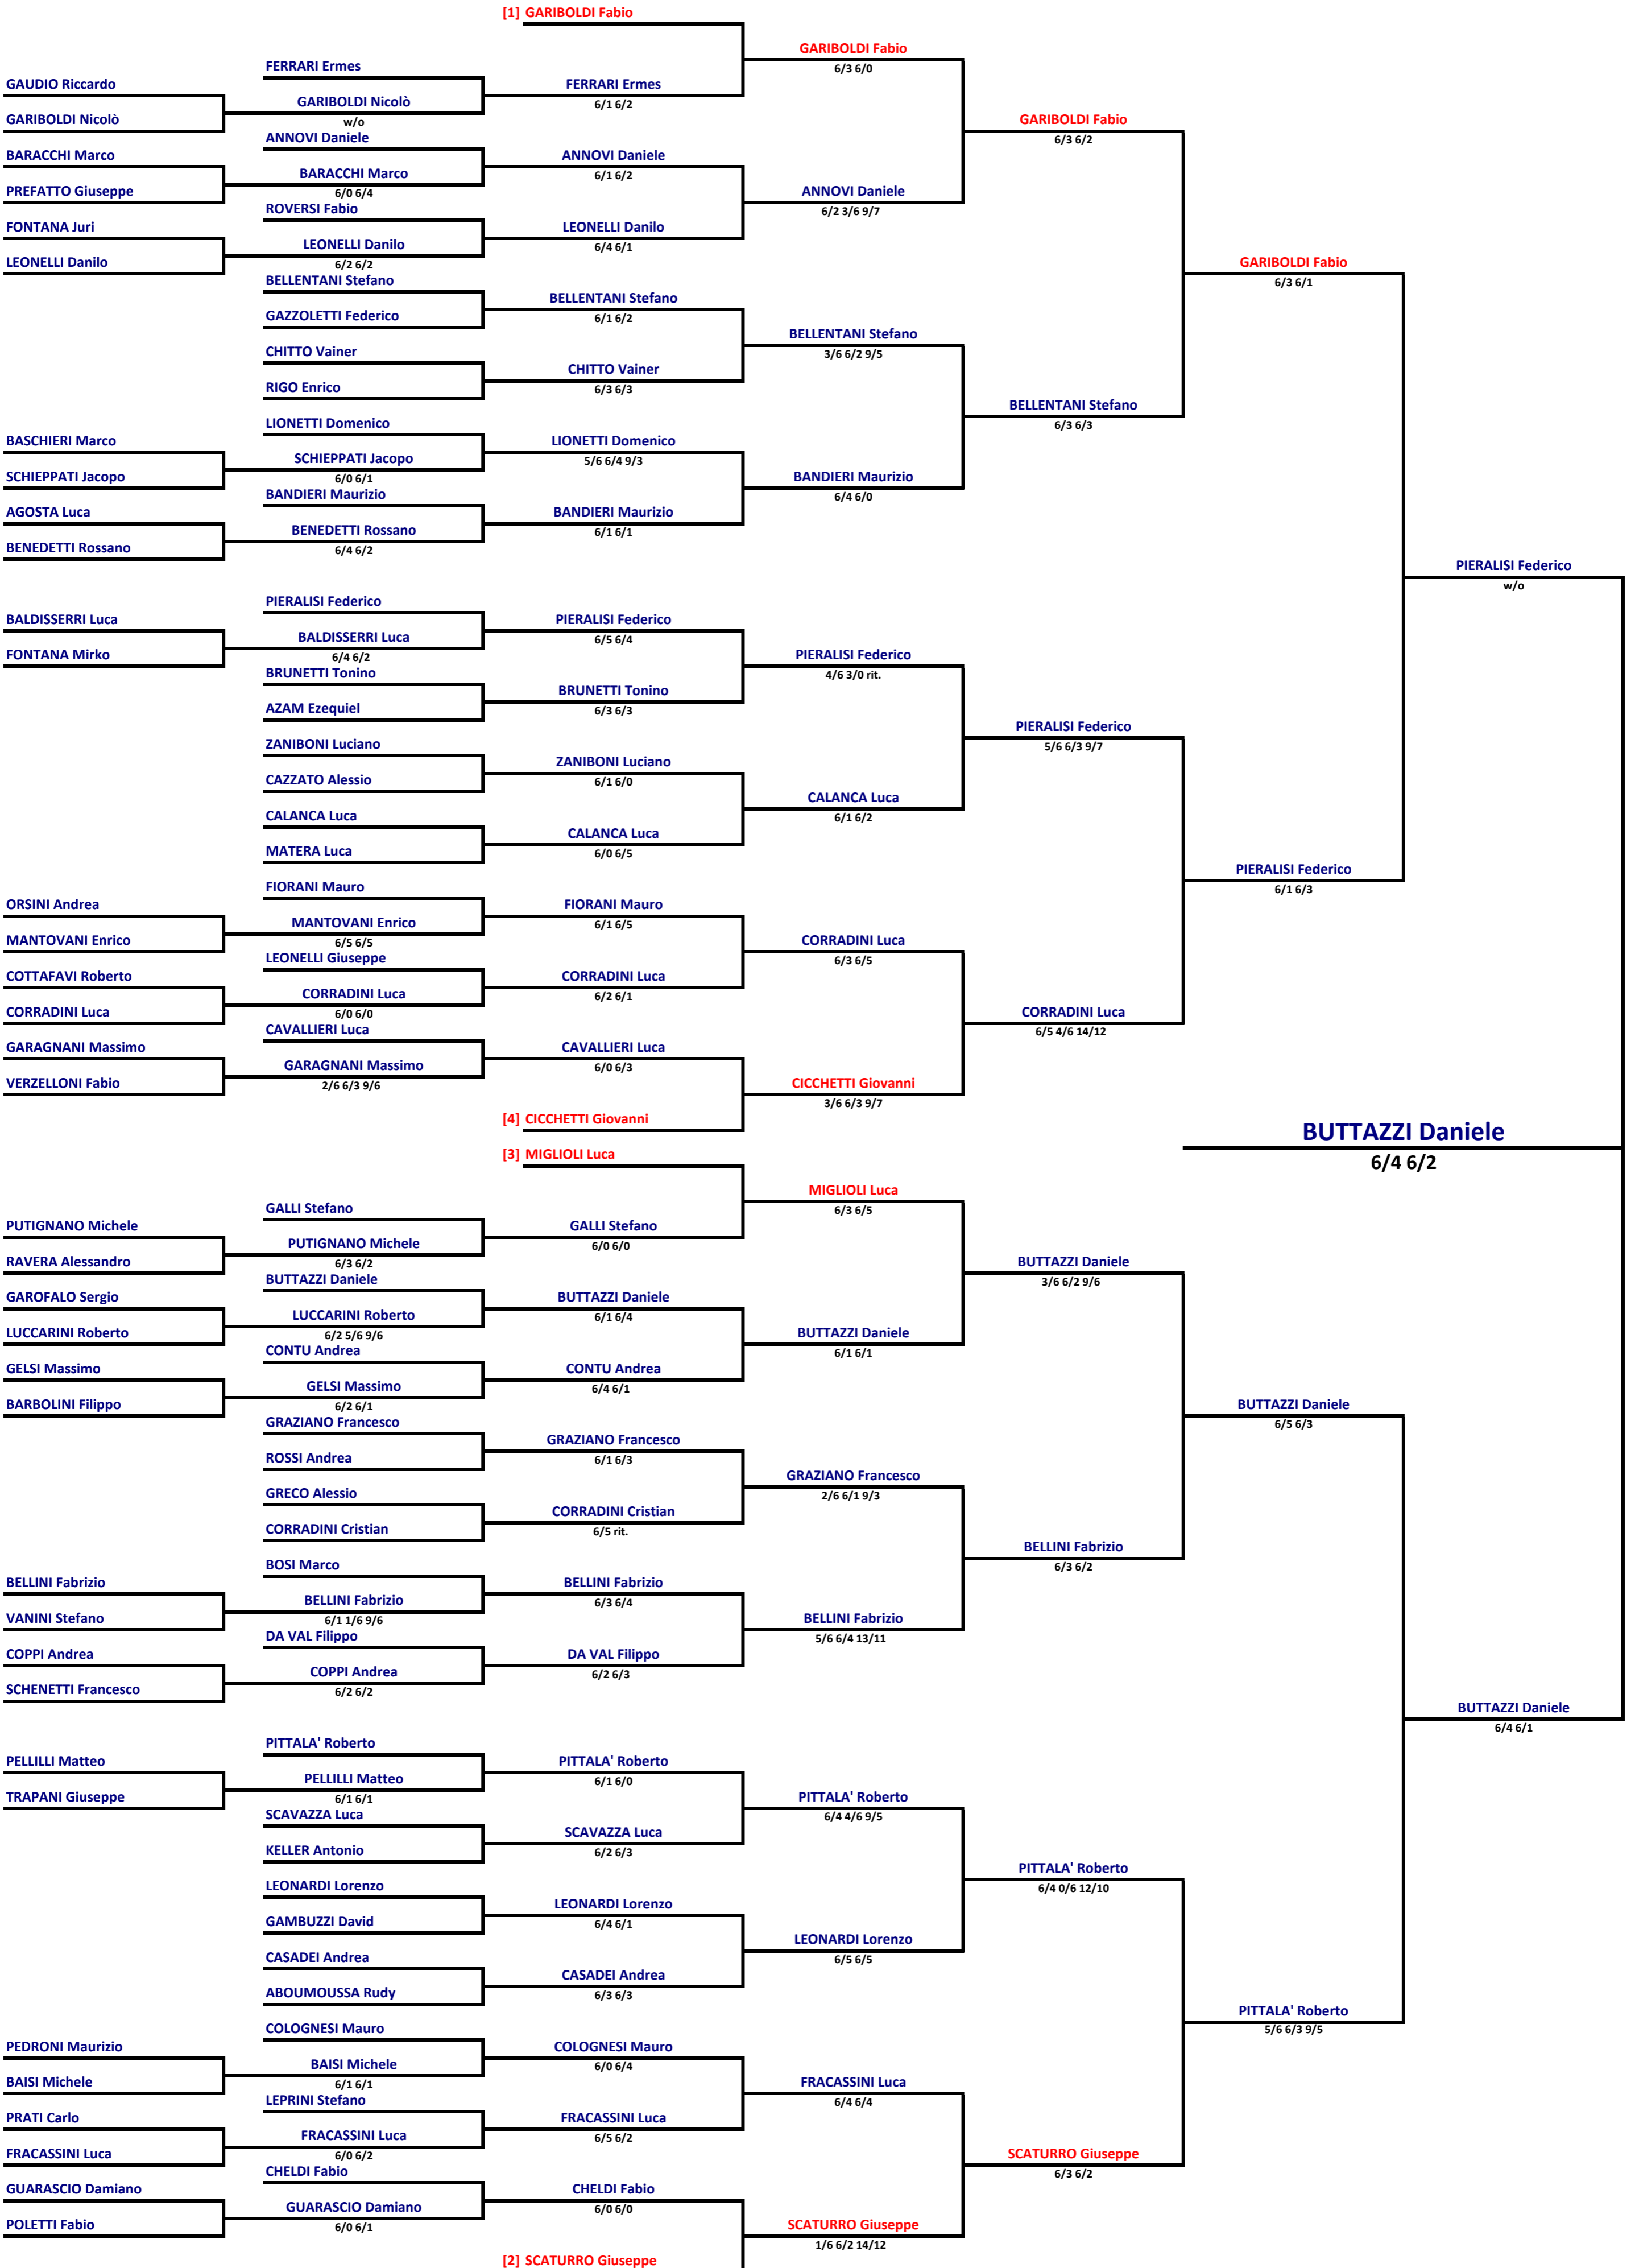 [1] GARIBOLDI Fabio
GARIBOLDI Fabio
6/3 6/0
FERRARI Ermes
GAUDIO Riccardo
FERRARI Ermes
6/1 6/2
GARIBOLDI Nicolò
w/o
GARIBOLDI Nicolò
GARIBOLDI Fabio
6/3 6/2
ANNOVI Daniele
BARACCHI Marco
ANNOVI Daniele
6/1 6/2
BARACCHI Marco
6/0 6/4
PREFATTO Giuseppe
ANNOVI Daniele
6/2 3/6 9/7
ROVERSI Fabio
FONTANA Juri
LEONELLI Danilo
6/4 6/1
LEONELLI Danilo
6/2 6/2
LEONELLI Danilo
GARIBOLDI Fabio
6/3 6/1
BELLENTANI Stefano
BELLENTANI Stefano
6/1 6/2
GAZZOLETTI Federico
BELLENTANI Stefano
3/6 6/2 9/5
CHITTO Vainer
CHITTO Vainer
6/3 6/3
RIGO Enrico
BELLENTANI Stefano
6/3 6/3
LIONETTI Domenico
BASCHIERI Marco
LIONETTI Domenico
5/6 6/4 9/3
SCHIEPPATI Jacopo
6/0 6/1
SCHIEPPATI Jacopo
BANDIERI Maurizio
6/4 6/0
BANDIERI Maurizio
AGOSTA Luca
BANDIERI Maurizio
6/1 6/1
BENEDETTI Rossano
6/4 6/2
BENEDETTI Rossano
PIERALISI Federico
w/o
PIERALISI Federico
BALDISSERRI Luca
PIERALISI Federico
6/5 6/4
BALDISSERRI Luca
6/4 6/2
FONTANA Mirko
PIERALISI Federico
4/6 3/0 rit.
BRUNETTI Tonino
BRUNETTI Tonino
6/3 6/3
AZAM Ezequiel
PIERALISI Federico
5/6 6/3 9/7
ZANIBONI Luciano
ZANIBONI Luciano
6/1 6/0
CAZZATO Alessio
CALANCA Luca
6/1 6/2
CALANCA Luca
CALANCA Luca
6/0 6/5
MATERA Luca
PIERALISI Federico
6/1 6/3
FIORANI Mauro
ORSINI Andrea
FIORANI Mauro
6/1 6/5
MANTOVANI Enrico
6/5 6/5
MANTOVANI Enrico
CORRADINI Luca
6/3 6/5
LEONELLI Giuseppe
COTTAFAVI Roberto
CORRADINI Luca
6/2 6/1
CORRADINI Luca
6/0 6/0
CORRADINI Luca
CORRADINI Luca
6/5 4/6 14/12
CAVALLIERI Luca
GARAGNANI Massimo
CAVALLIERI Luca
6/0 6/3
GARAGNANI Massimo
2/6 6/3 9/6
VERZELLONI Fabio
CICCHETTI Giovanni
3/6 6/3 9/7
[4] CICCHETTI Giovanni
BUTTAZZI Daniele
6/4 6/2
[3] MIGLIOLI Luca
MIGLIOLI Luca
6/3 6/5
GALLI Stefano
PUTIGNANO Michele
GALLI Stefano
6/0 6/0
PUTIGNANO Michele
6/3 6/2
RAVERA Alessandro
BUTTAZZI Daniele
3/6 6/2 9/6
BUTTAZZI Daniele
GAROFALO Sergio
BUTTAZZI Daniele
6/1 6/4
LUCCARINI Roberto
6/2 5/6 9/6
LUCCARINI Roberto
BUTTAZZI Daniele
6/1 6/1
CONTU Andrea
GELSI Massimo
CONTU Andrea
6/4 6/1
GELSI Massimo
6/2 6/1
BARBOLINI Filippo
BUTTAZZI Daniele
6/5 6/3
GRAZIANO Francesco
GRAZIANO Francesco
6/1 6/3
ROSSI Andrea
GRAZIANO Francesco
2/6 6/1 9/3
GRECO Alessio
CORRADINI Cristian
6/5 rit.
CORRADINI Cristian
BELLINI Fabrizio
6/3 6/2
BOSI Marco
BELLINI Fabrizio
BELLINI Fabrizio
6/3 6/4
BELLINI Fabrizio
6/1 1/6 9/6
VANINI Stefano
BELLINI Fabrizio
5/6 6/4 13/11
DA VAL Filippo
COPPI Andrea
DA VAL Filippo
6/2 6/3
COPPI Andrea
6/2 6/2
SCHENETTI Francesco
BUTTAZZI Daniele
6/4 6/1
PITTALA' Roberto
PELLILLI Matteo
PITTALA' Roberto
6/1 6/0
PELLILLI Matteo
6/1 6/1
TRAPANI Giuseppe
PITTALA' Roberto
6/4 4/6 9/5
SCAVAZZA Luca
SCAVAZZA Luca
6/2 6/3
KELLER Antonio
PITTALA' Roberto
6/4 0/6 12/10
LEONARDI Lorenzo
LEONARDI Lorenzo
6/4 6/1
GAMBUZZI David
LEONARDI Lorenzo
6/5 6/5
CASADEI Andrea
CASADEI Andrea
6/3 6/3
ABOUMOUSSA Rudy
PITTALA' Roberto
5/6 6/3 9/5
COLOGNESI Mauro
PEDRONI Maurizio
COLOGNESI Mauro
6/0 6/4
BAISI Michele
6/1 6/1
BAISI Michele
FRACASSINI Luca
6/4 6/4
LEPRINI Stefano
PRATI Carlo
FRACASSINI Luca
6/5 6/2
FRACASSINI Luca
6/0 6/2
FRACASSINI Luca
SCATURRO Giuseppe
6/3 6/2
CHELDI Fabio
GUARASCIO Damiano
CHELDI Fabio
6/0 6/0
GUARASCIO Damiano
6/0 6/1
POLETTI Fabio
SCATURRO Giuseppe
1/6 6/2 14/12
[2] SCATURRO Giuseppe